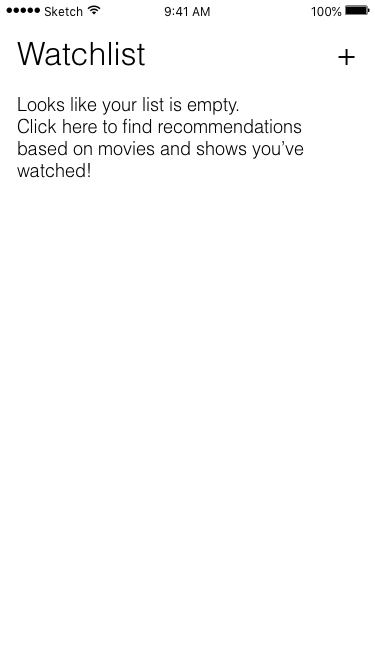 Sketch 9:41 AM 100%
Watchlist +
Looks like your list is empty.
Click here to find recommendations
based on movies and shows you’ve
watched!